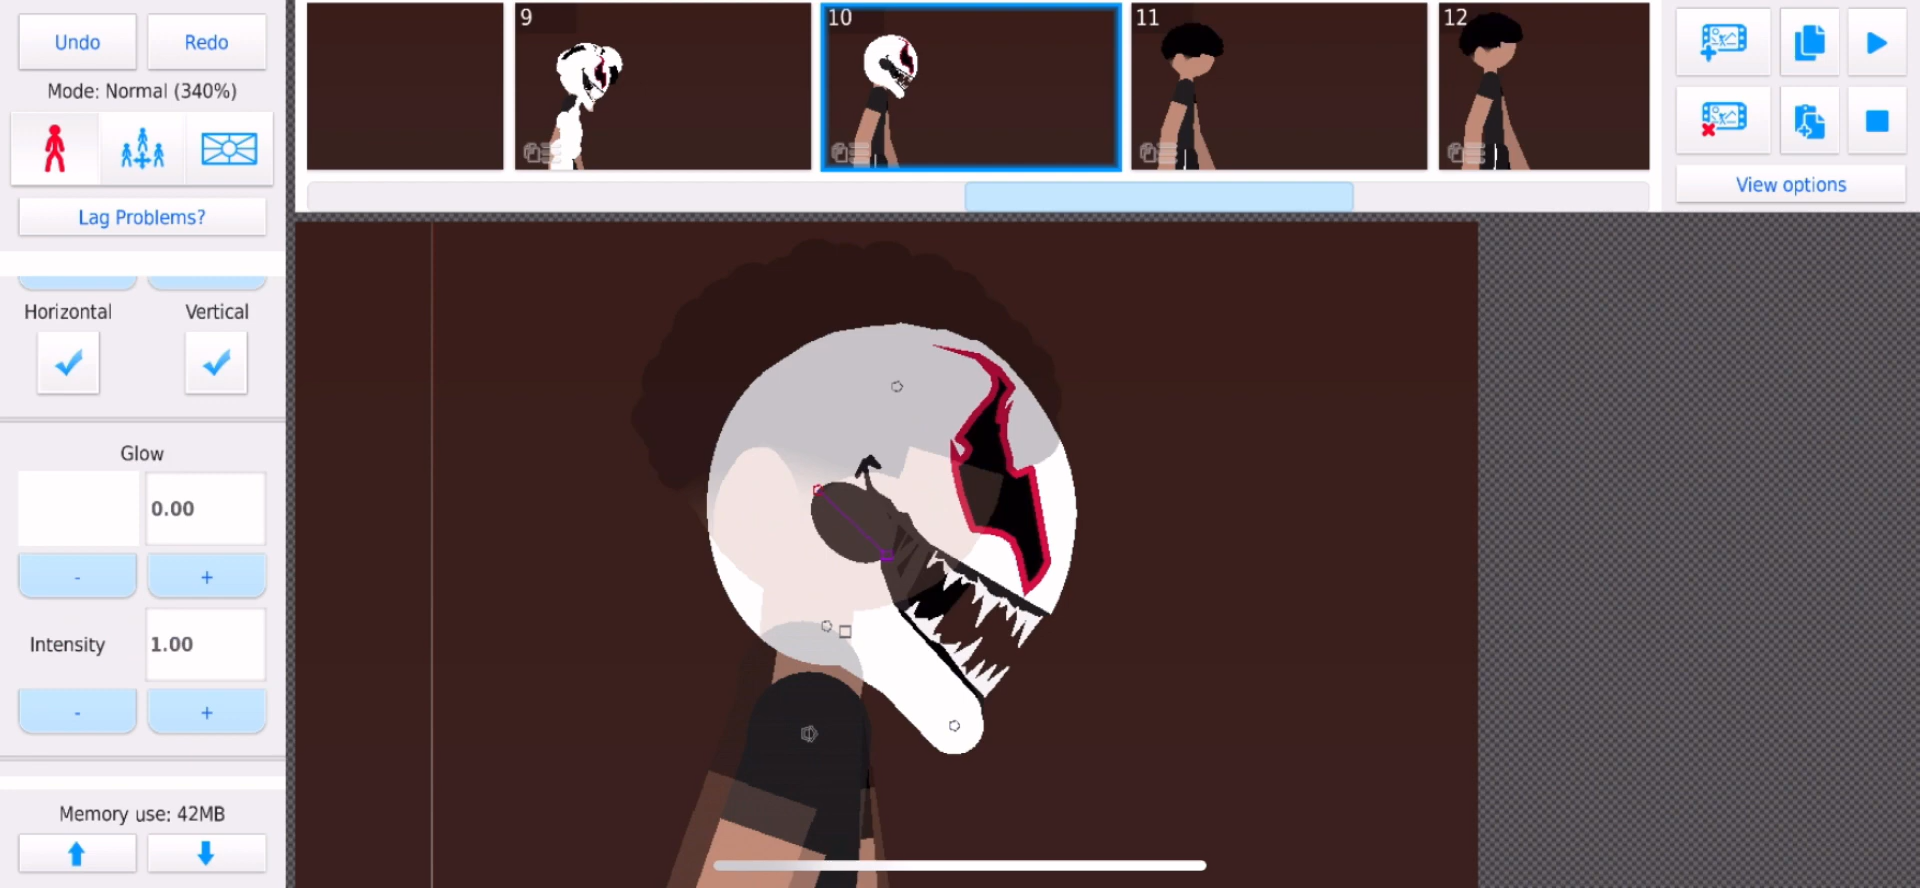 Undo
Redo
Mode: Normal (340%)
Lag Problems?
Horizontal
Vertical
Glow
0.00
-
+
Intensity
1.00
-
+
Memory use: 42MB
9
10
11
12
View options